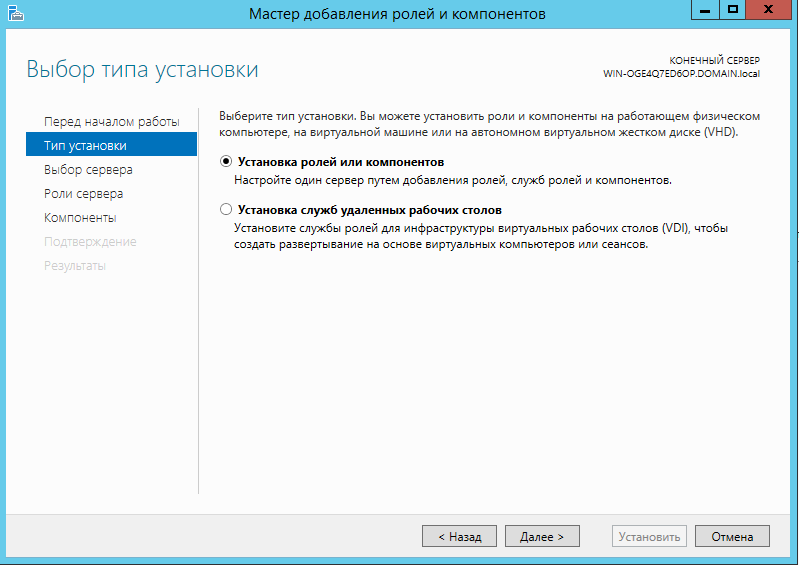 Мастер добавления ролей и компонентов
Выбор типа установки
КОНЕЧНЫЙ СЕРВЕР
WIN-OGE4Q7ED6OP.DOMAIN.local
Перед началом работы
Тип установки
Выбор сервера
Роли сервера
Компоненты
Подтверждение
Результаты
Выберите тип установки. Вы можете установить роли и компоненты на работающем физическом
компьютере, на виртуальной машине или на автономном виртуальном жестком диске (VHD).
Установка ролей или компонентов
Настройте один сервер путем добавления ролей, служб ролей и компонентов.
Установка служб удаленных рабочих столов
Установите службы ролей для инфраструктуры виртуальных рабочих столов (VDI), чтобы
создать развертывание на основе виртуальных компьютеров или сеансов.
< Назад
Далее >
Установить
Отмена